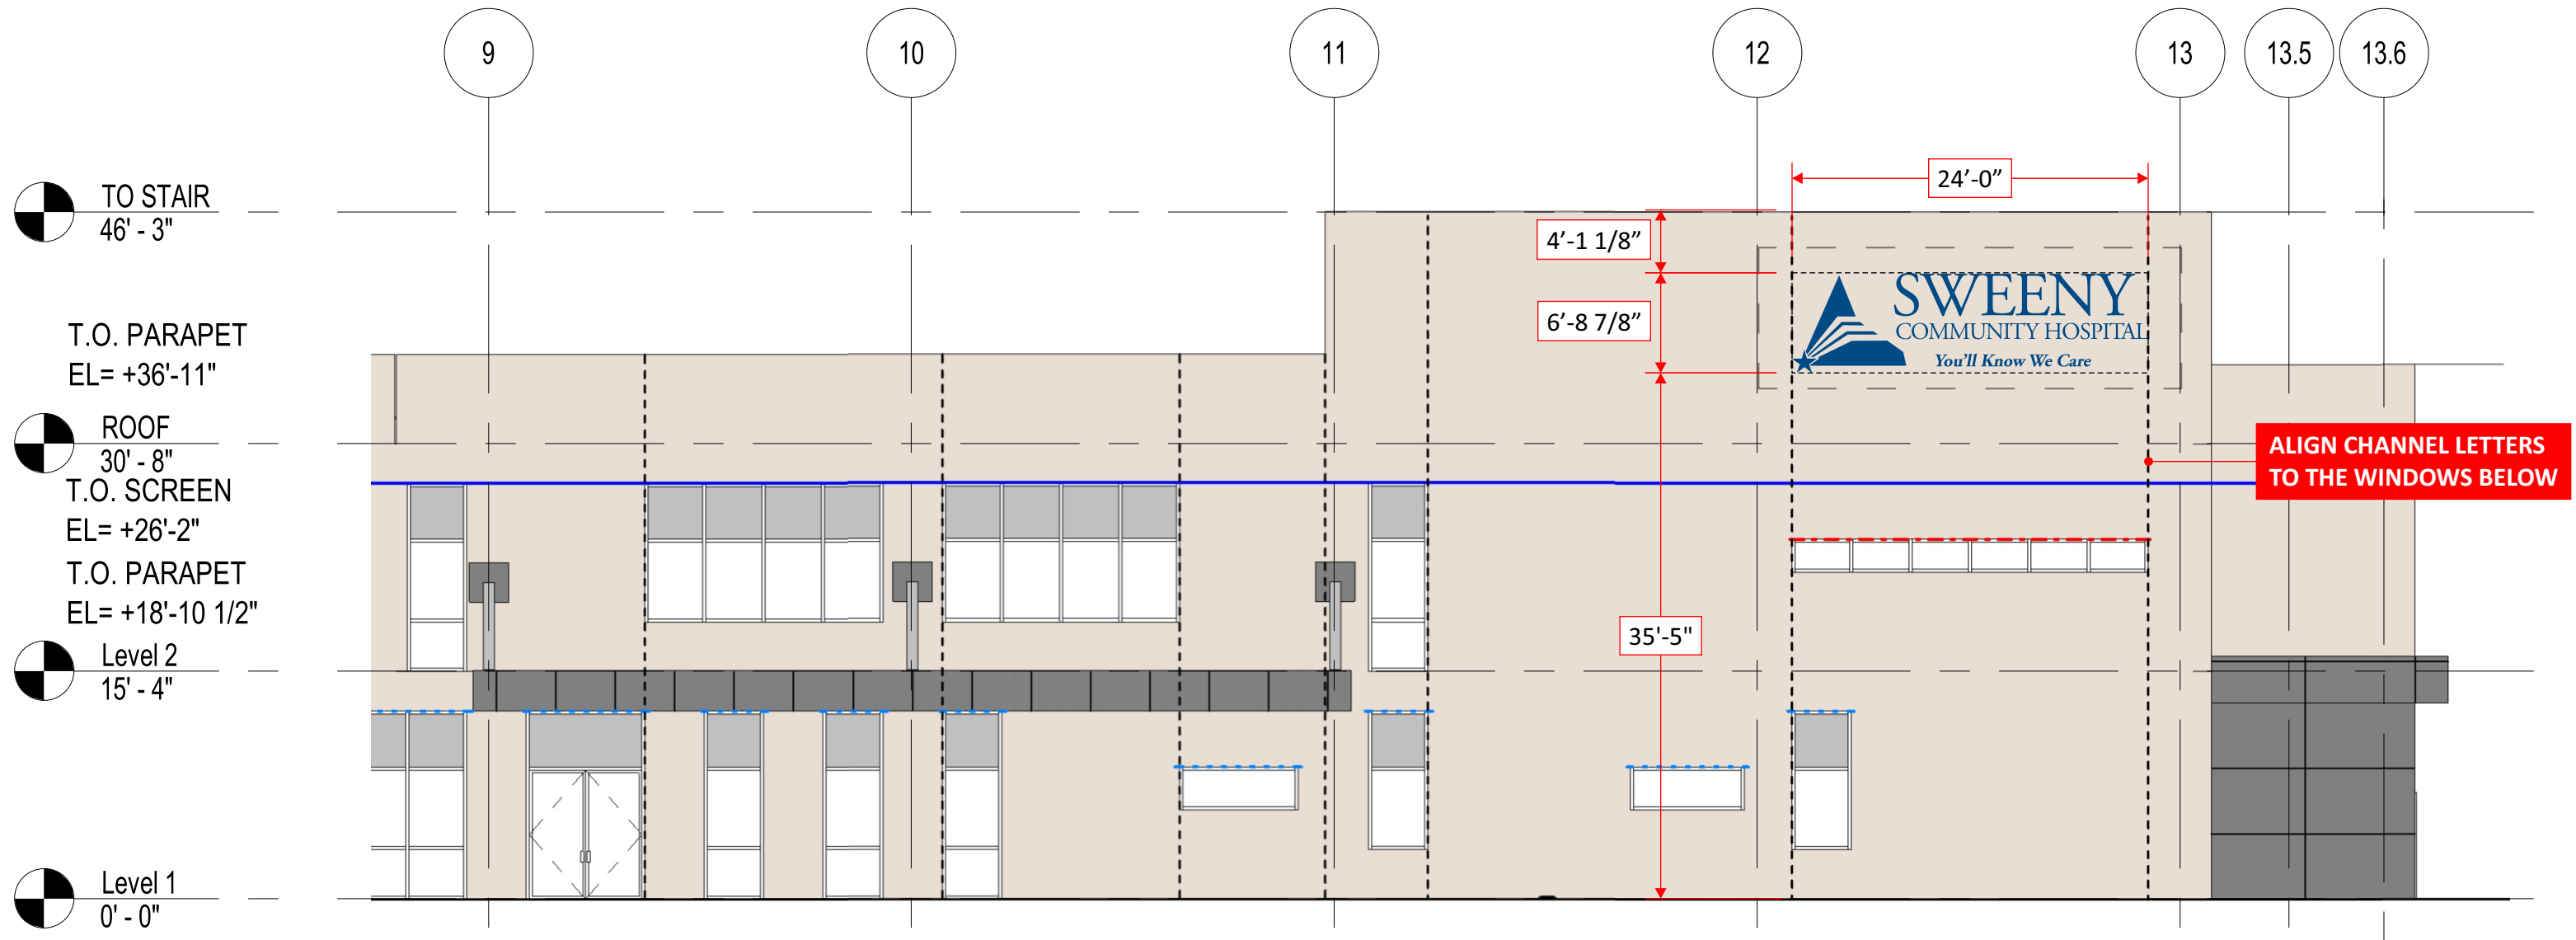 9
10
11
12
13
13.5
13.6
24’-0”
TO STAIR
46' - 3"
4’-1 1/8”
6’-8 7/8”
SWEENY
COMMUNITY HOSPITAL
You’ll Know We Care
T.O. PARAPET
EL= +36'-11"
ROOF
30' - 8"
ALIGN CHANNEL LETTERS
TO THE WINDOWS BELOW
T.O. SCREEN
EL= +26'-2"
T.O. PARAPET
EL= +18'-10 1/2"
35'-5"
Level 2
15' - 4"
Level 1
0' - 0"